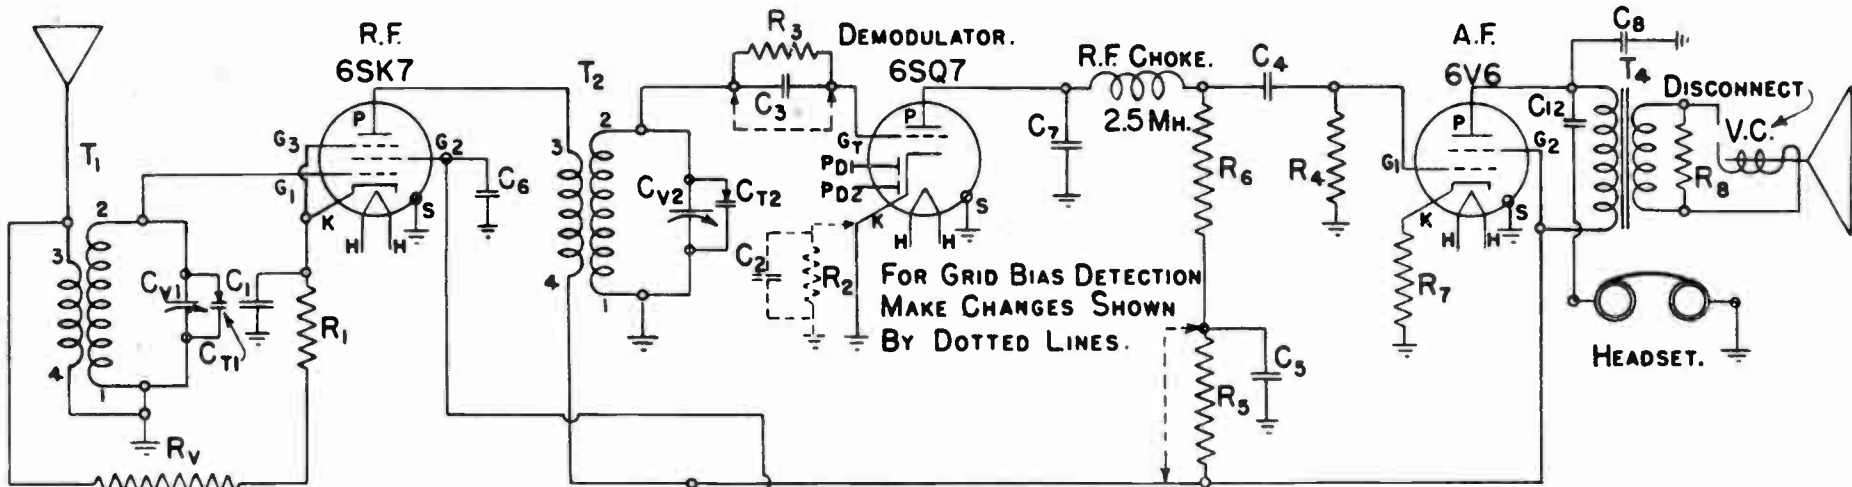 R.F.
6SK7
P
G3
G2
G1
K
H
H
S
T1
2
3
4
1
CV1
CT1
C1
R1
RV
C6
T2
2
3
4
1
CV2
CT2
R3
C3
DEMODULATOR.
6SQ7
P
GT
PD1
PD2
K
H
H
S
C2
R2
FOR GRID BIAS DETECTION
MAKE CHANGES SHOWN
BY DOTTED LINES.
C7
R.F. CHOKE.
2.5 MH.
R6
R5
C5
C4
R4
A.F.
6V6
P
G1
G2
K
H
H
S
R7
C8
T4
C12
R8
DISCONNECT
V.C.
HEADSET.